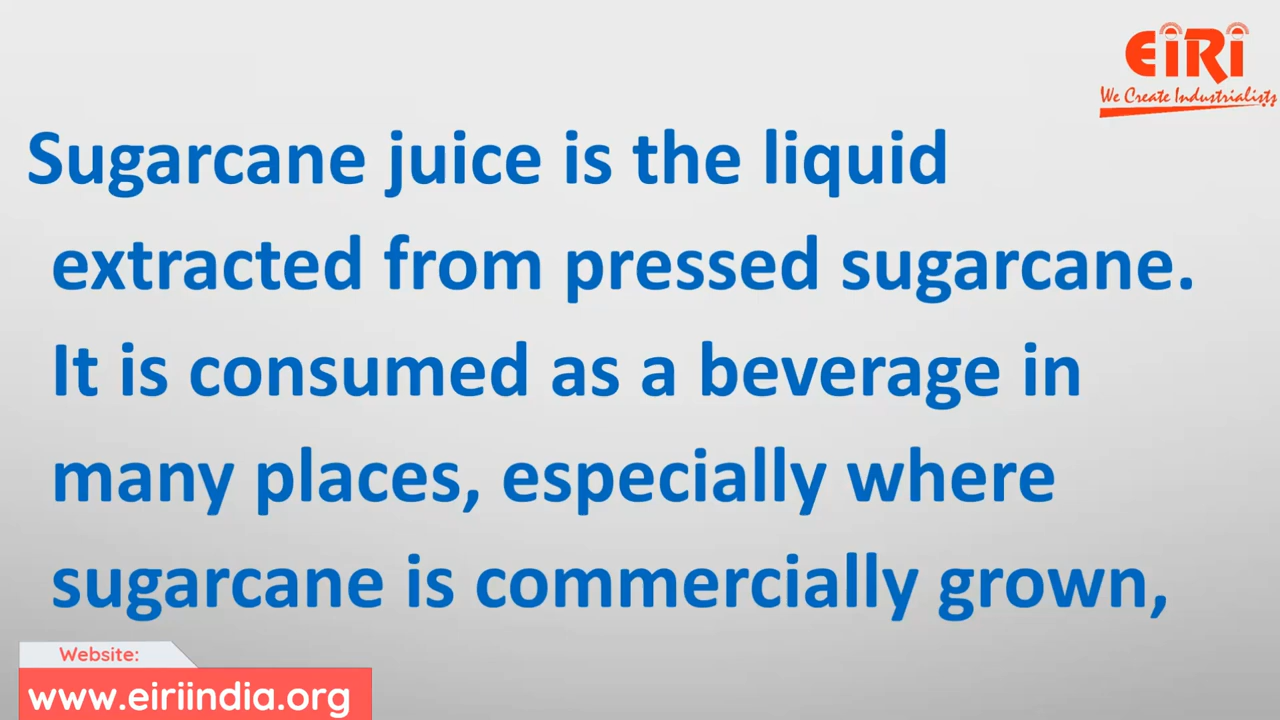 EiRi
We Create Industrialists
Sugarcane juice is the liquid
extracted from pressed sugarcane.
It is consumed as a beverage in
many places, especially where
sugarcane is commercially grown,
Website:
www.eiriindia.org